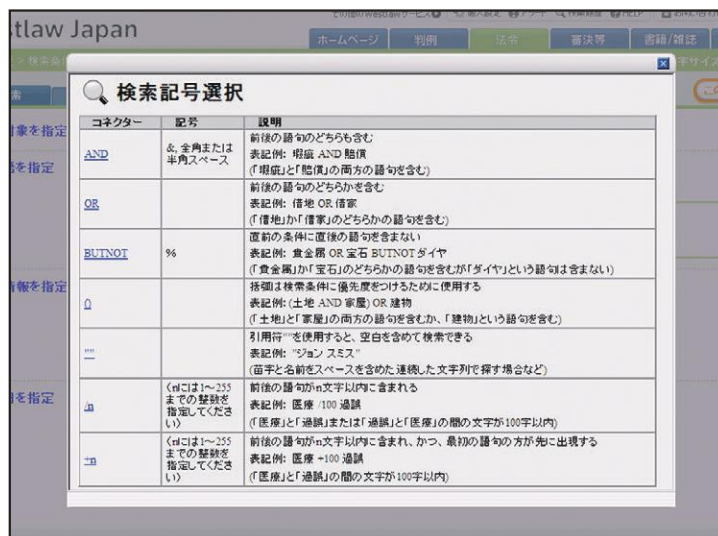 stlaw Japan
ホームページ
判例
法令
審決等
書籍/雑誌
対象を指定
を指定
情報を指定
を指定
検索記号選択
コネクター 記号 説明
AND
&, 全角または
半角スペース
前後の語句のどちらも含む
表記例: 瑕疵 AND 賠償
(「瑕疵」と「賠償」の両方の語句を含む)
OR
前後の語句のどちらかを含む
表記例: 借地 OR 借家
(「借地」か「借家」のどちらかの語句を含む)
BUTNOT
%
直前の条件に直後の語句を含まない
表記例: 貴金属 OR 宝石 BUTNOTダイヤ
(「貴金属」か「宝石」のどちらかの語句を含むが「ダイヤ」という語句は含まない)
()
括弧は検索条件に優先度をつけるために使用する
表記例: (土地 AND 家屋) OR 建物
(「土地」と「家屋」の両方の語句を含むか、「建物」という語句を含む)
""
引用符""を使用すると、空白を含めて検索できる
表記例: "ジョン スミス"
(苗字と名前をスペースを含めた連続した文字列で探す場合など)
/n
(nには1～255
までの整数を
指定してくださ
い)
前後の語句がn文字以内に含まれる
表記例: 医療 /100 過誤
(「医療」と「過誤」または「過誤」と「医療」の間の文字が100字以内)
+n
(nには1～255
までの整数を
指定してくださ
い)
前後の語句がn文字以内に含まれ、かつ、最初の語句の方が先に出現する
表記例: 医療 +100 過誤
(「医療」と「過誤」の間の文字が100字以内)